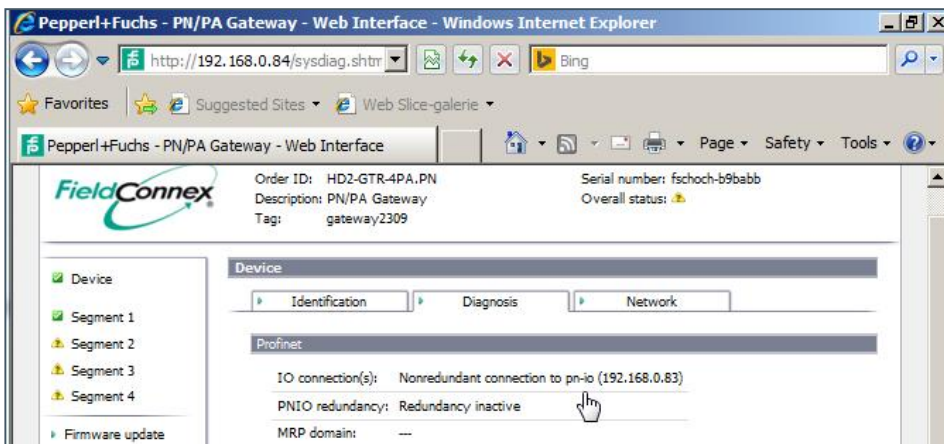 Pepperl+Fuchs - PN/PA Gateway - Web Interface - Windows Internet Explorer
http://192.168.0.84/sysdiag.shtm
Bing
Favorites Suggested Sites Web Slice-galerie
Pepperl+Fuchs - PN/PA Gateway - Web Interface Page Safety Tools
FieldConnex
Order ID: HD2-GTR-4PA.PN Serial number: fschoch-b9babb
Description: PN/PA Gateway Overall status:
Tag: gateway2309
Device
Segment 1
Segment 2
Segment 3
Segment 4
Firmware update
Device
Identification Diagnosis Network
Profinet
IO connection(s): Nonredundant connection to pn-io (192.168.0.83)
PNIO redundancy: Redundancy inactive
MRP domain: ---